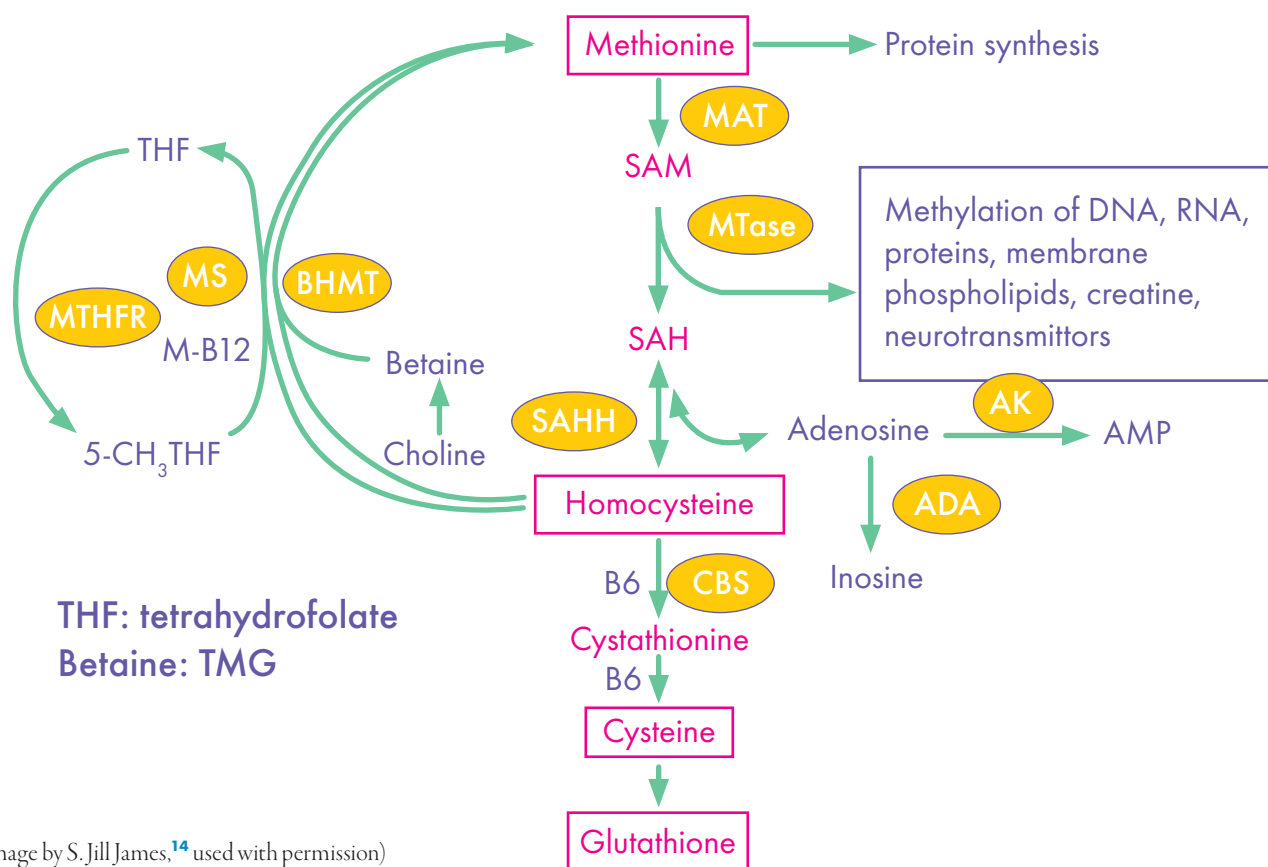 Methionine
Protein synthesis
MAT
THF
SAM
MTase
Methylation of DNA, RNA,
proteins, membrane
phospholipids, creatine,
neurotransmittors
MS
BHMT
MTHFR
M-B12
SAH
Betaine
AK
SAHH
Adenosine
AMP
5-CH₃THF
Choline
Homocysteine
ADA
B6
CBS
Inosine
THF: tetrahydrofolate
Cystathionine
Betaine: TMG
B6
Cysteine
Glutathione
by S. Jill James,14 used with permission)